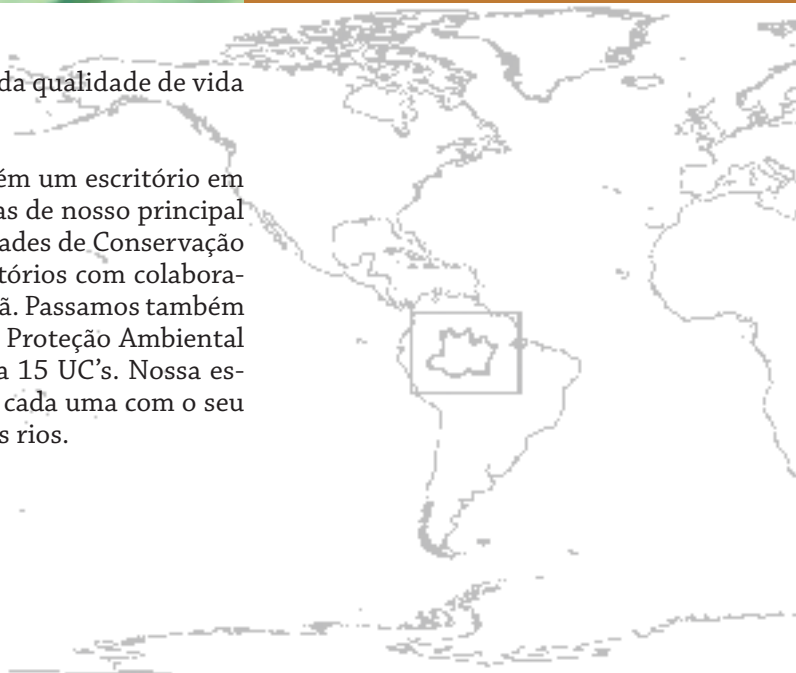 da qualidade de vida
ém um escritório em
as de nosso principal
ades de Conservação
tórios com colabora-
ã. Passamos também
Proteção Ambiental
a 15 UC's. Nossa es-
cada uma com o seu
s rios.